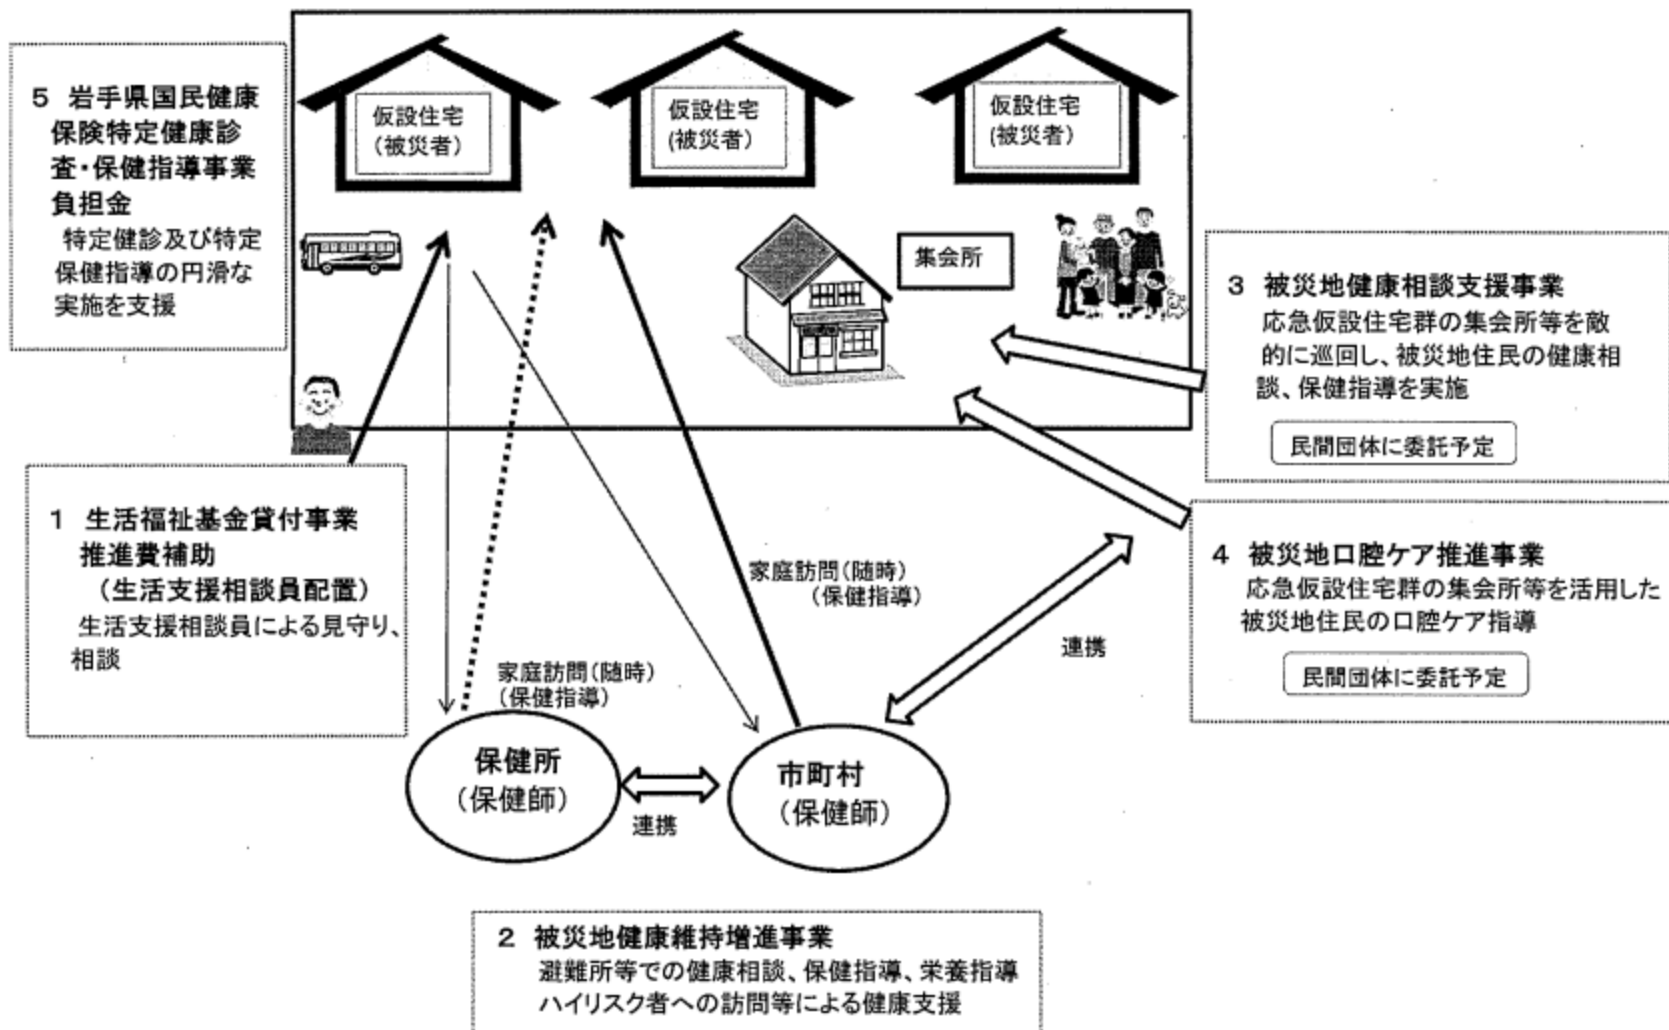 5 岩手県国民健康
保険特定健康診
査・保健指導事業
負担金
特定健診及び特定
保健指導の円滑な
実施を支援
仮設住宅
(被災者)
仮設住宅
(被災者)
仮設住宅
(被災者)
集会所
3 被災地健康相談支援事業
応急仮設住宅群の集会所等を敵
的に巡回し、被災地住民の健康相
談、保健指導を実施
民間団体に委託予定
1 生活福祉基金貸付事業
推進費補助
(生活支援相談員配置)
生活支援相談員による見守り、
相談
4 被災地口腔ケア推進事業
応急仮設住宅群の集会所等を活用した
被災地住民の口腔ケア指導
民間団体に委託予定
家庭訪問(随時)
(保健指導)
連携
家庭訪問(随時)
(保健指導)
保健所
(保健師)
連携
市町村
(保健師)
2 被災地健康維持増進事業
避難所等での健康相談、保健指導、栄養指導
ハイリスク者への訪問等による健康支援